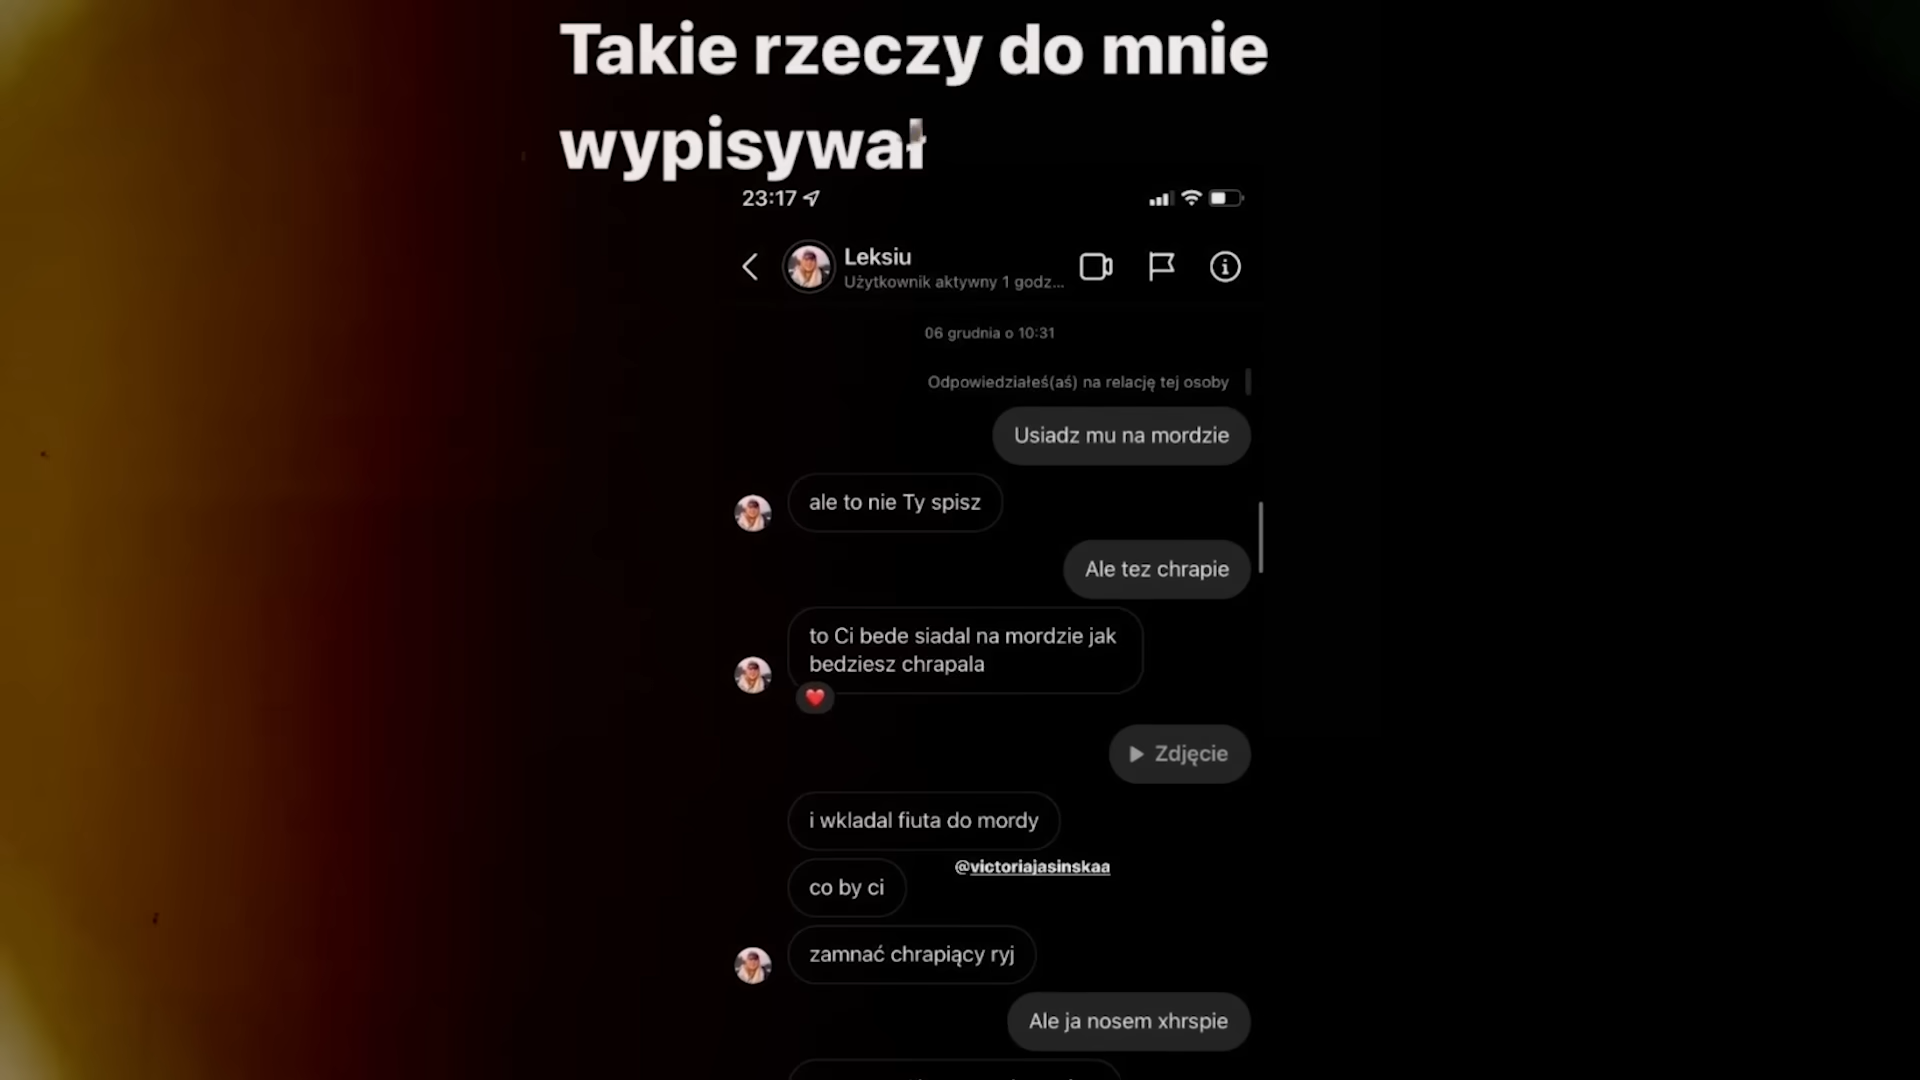 Takie rzeczy do mnie
wypisywał
23:17
Leksiu
Użytkownik aktywny 1 godz...
06 grudnia o 10:31
Odpowiedziałeś(aś) na relację tej osoby
Usiadz mu na mordzie
ale to nie Ty spisz
Ale tez chrapie
to Ci bede siadal na mordzie jak
bedziesz chrapala
Zdjęcie
i wkladal fiuta do mordy
@victoriajasinskaa
co by ci
zamnać chrapiący ryj
Ale ja nosem xhrspie